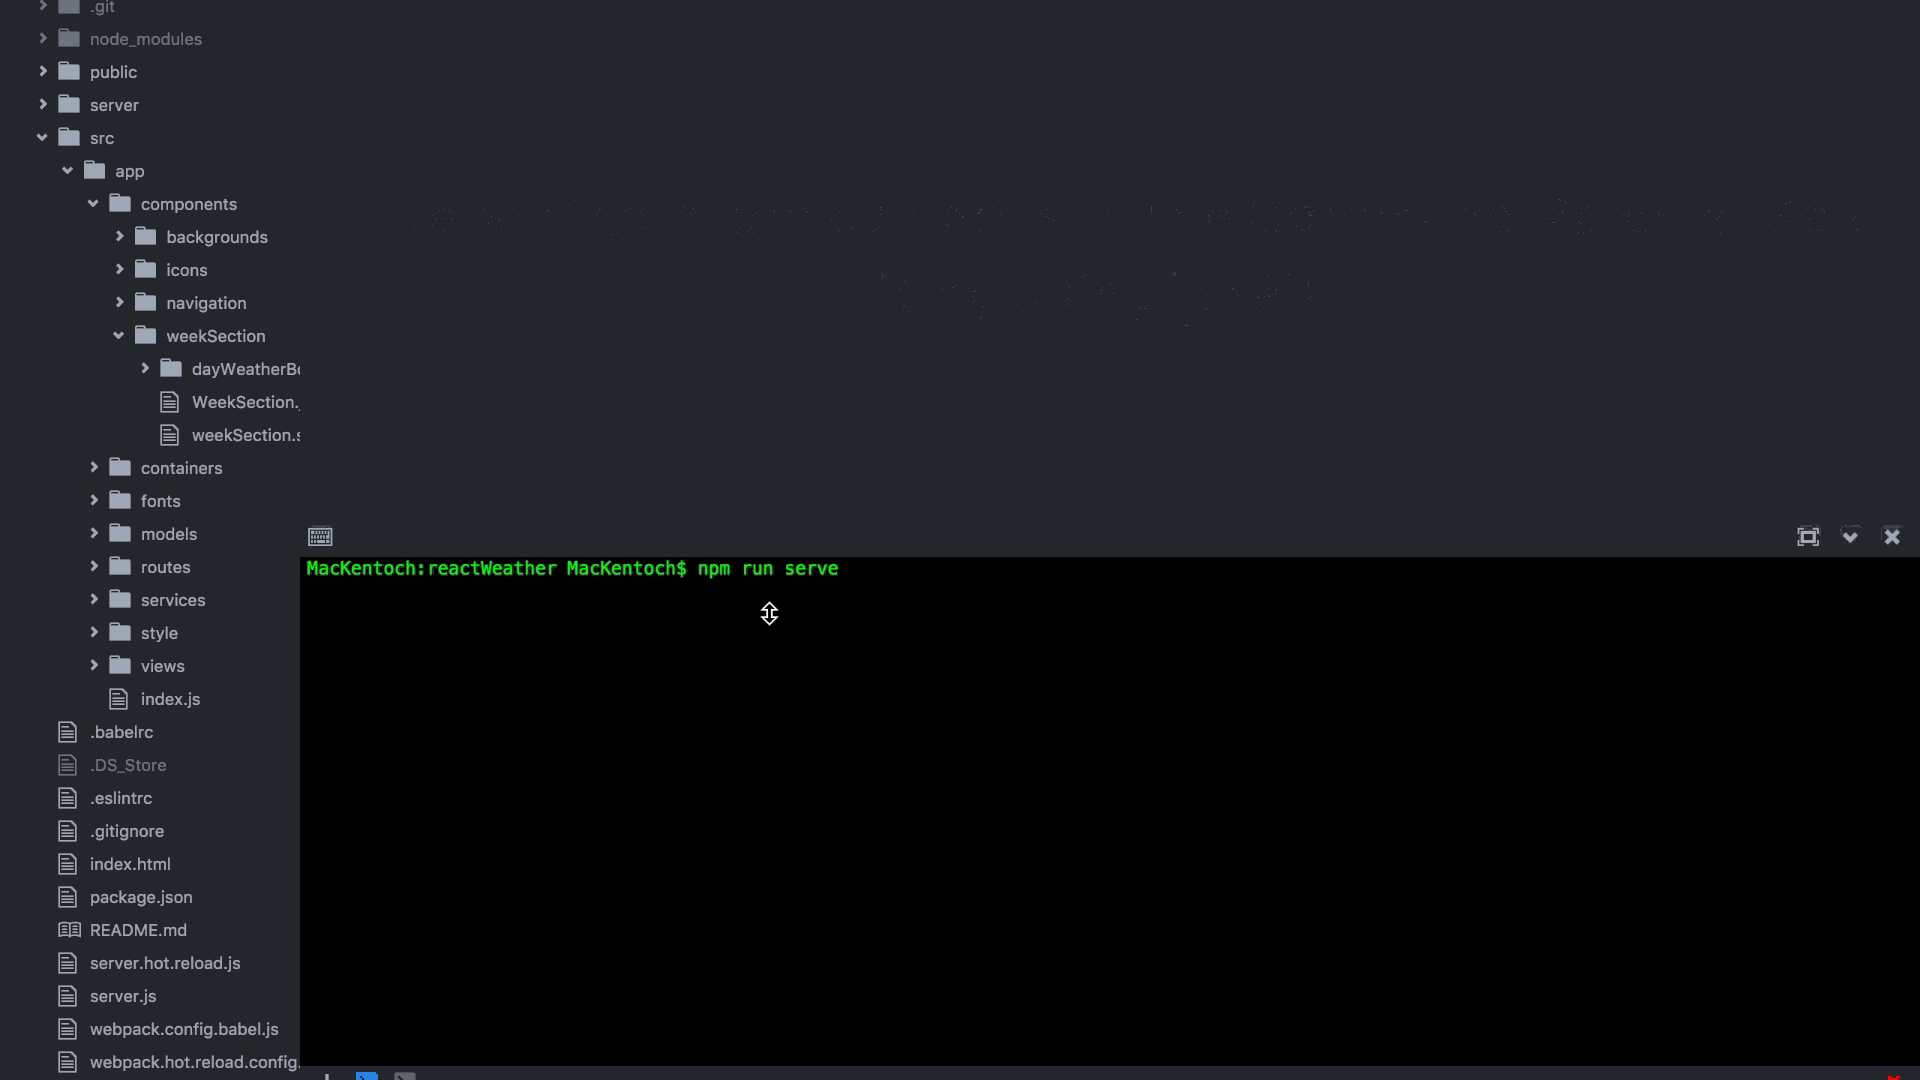 .git
node_modules
public
server
src
app
components
backgrounds
icons
navigation
weekSection
dayWeatherBo
WeekSection.
weekSection.s
containers
fonts
models
routes
services
style
views
index.js
.babelrc
.DS_Store
.eslintrc
.gitignore
index.html
package.json
README.md
server.hot.reload.js
server.js
webpack.config.babel.js
webpack.hot.reload.config.
MacKentoch:reactWeather MacKentoch$ npm run serve